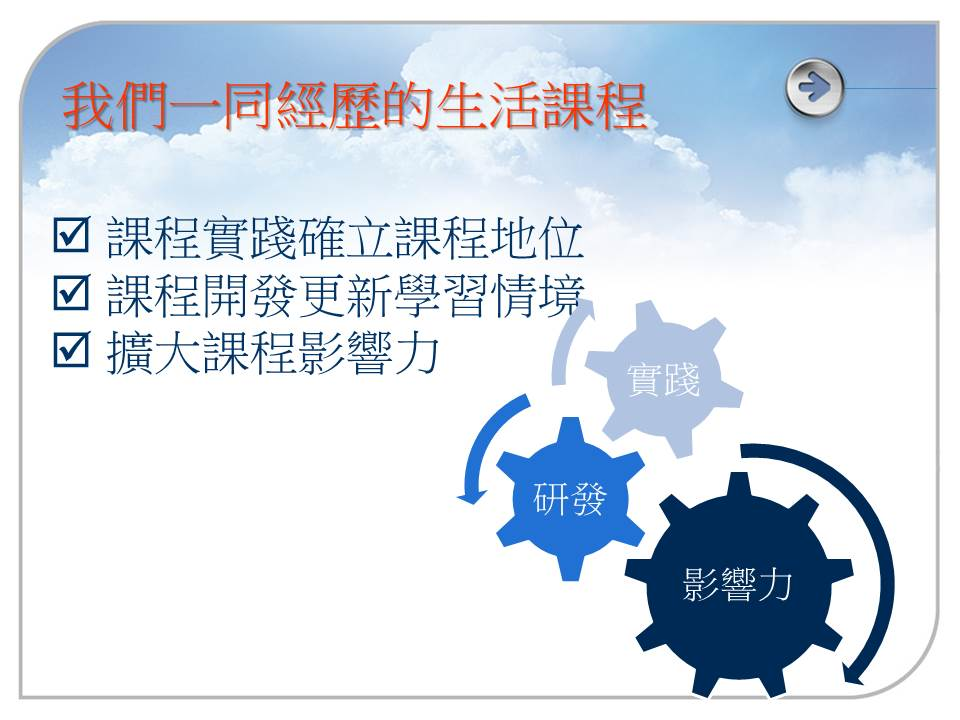 我們一同經歷的生活課程
課程實踐確立課程地位
課程開發更新學習情境
擴大課程影響力
實踐
研發
影響力